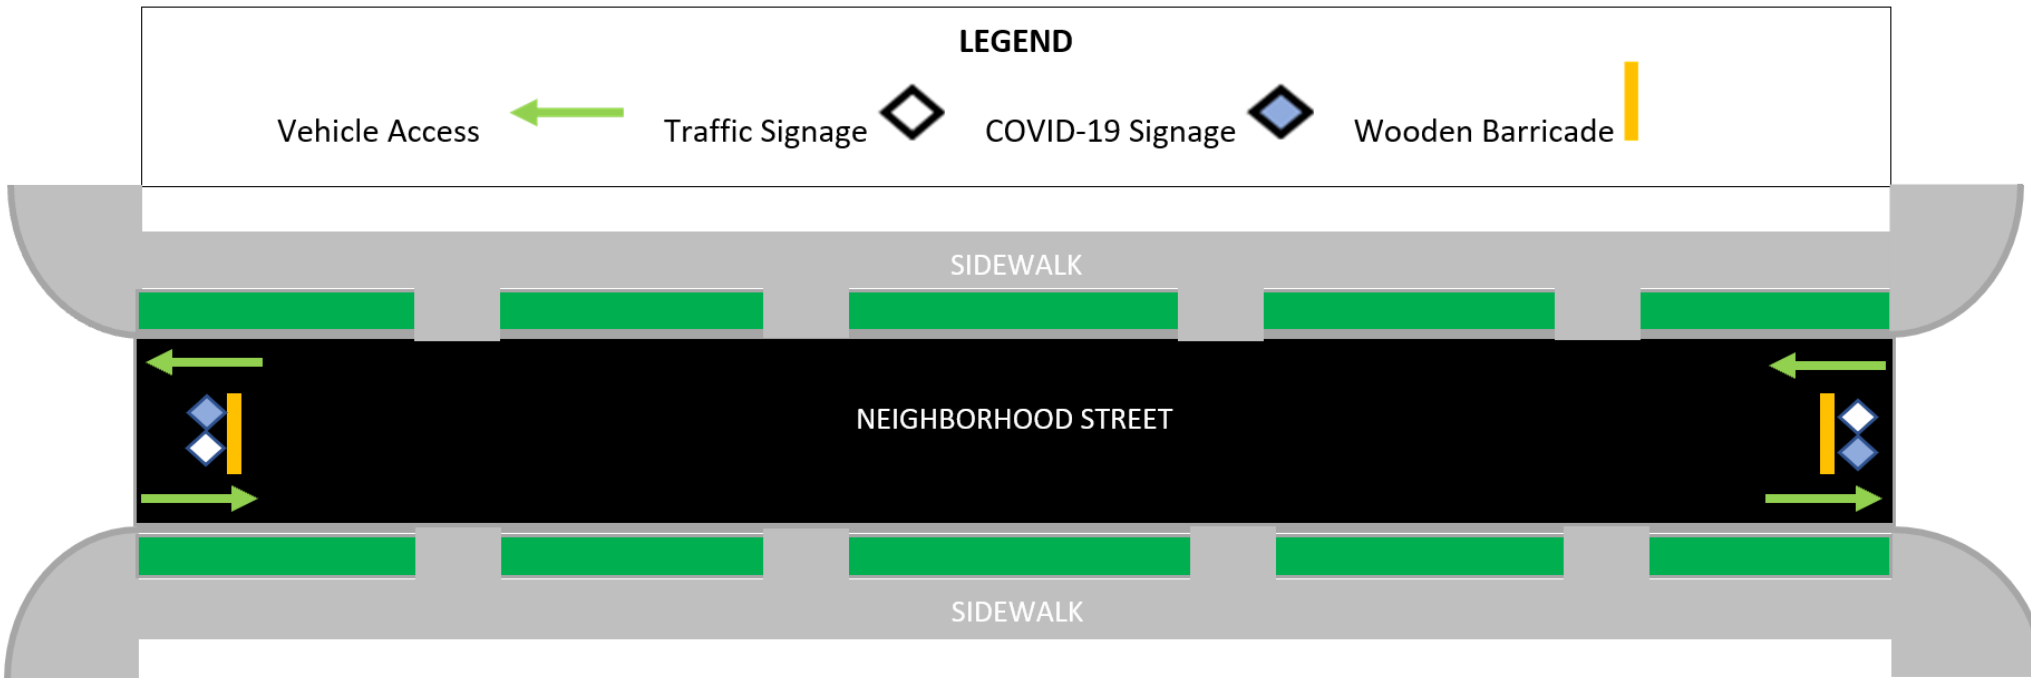 LEGEND
Vehicle Access Traffic Signage COVID-19 Signage Wooden Barricade
SIDEWALK
NEIGHBORHOOD STREET
SIDEWALK